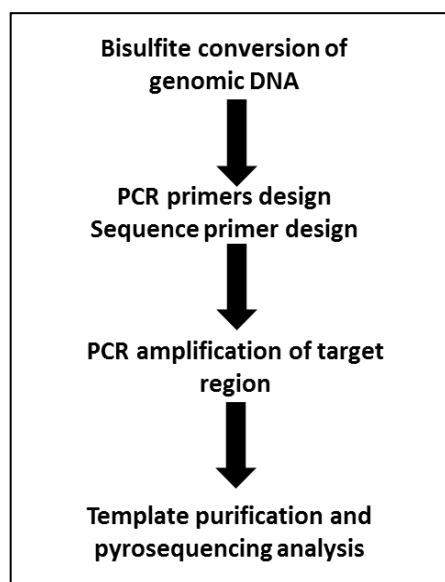 Bisulfite conversion of
genomic DNA
PCR primers design
Sequence primer design
PCR amplification of target
region
Template purification and
pyrosequencing analysis